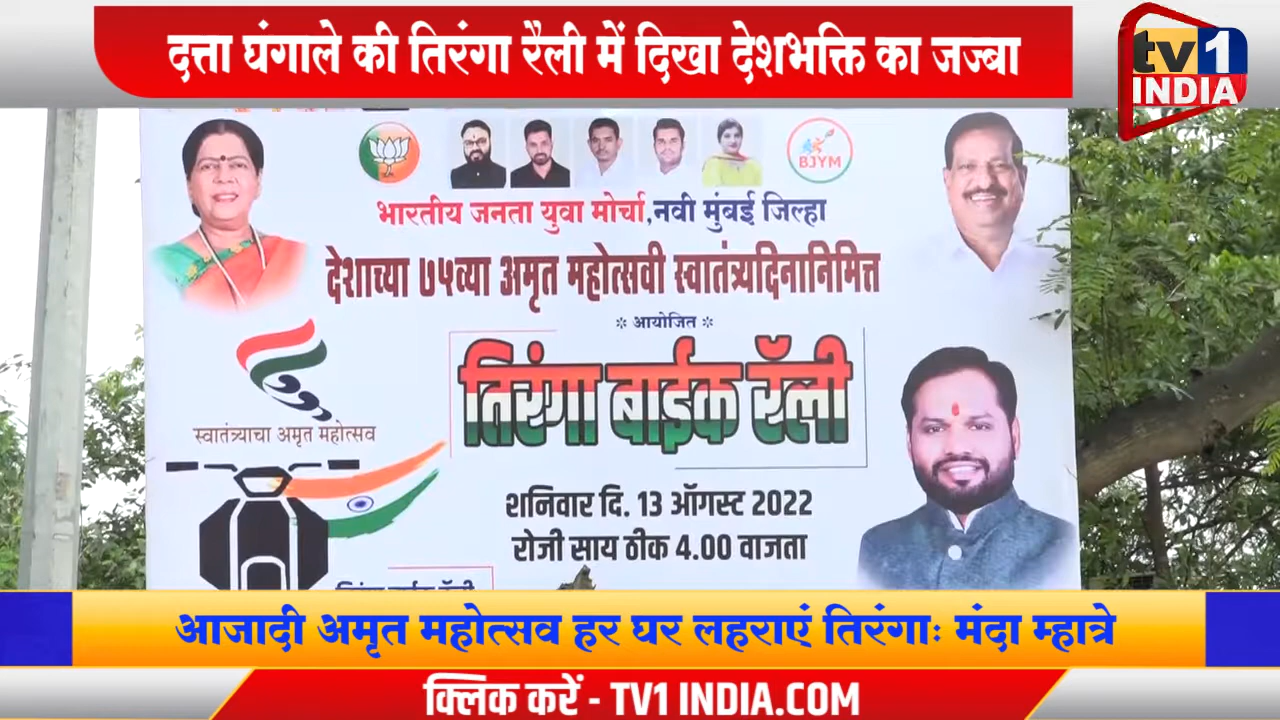 दत्ता घंगाले की तिरंगा रैली में दिखा देशभक्ति का जज्बा
tv1
INDIA
BJYM
भारतीय जनता युवा मोर्चा,नवी मुंबई जिल्हा
देशाच्या ७५व्या अमृत महोत्सवी स्वातंत्र्यदिनानिमित्त
आयोजित
तिरंगा बाईक रॅली
स्वातंत्र्याचा अमृत महोत्सव
शनिवार दि. 13 ऑगस्ट 2022
रोजी साय ठीक 4.00 वाजता
आजादी अमृत महोत्सव हर घर लहराएं तिरंगाः मंदा म्हात्रे
क्लिक करें - TV1 INDIA.COM